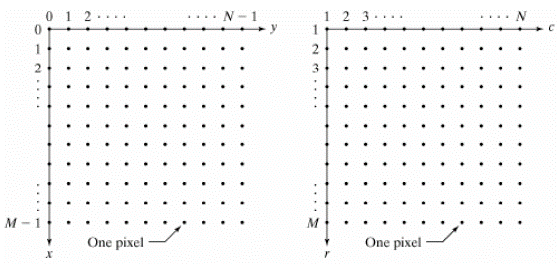 0 1 2 · · · · · · · · N − 1 y
0
1
2
M − 1
x
One pixel
1 2 3 · · · · · · · · N c
1
2
3
M
r
One pixel